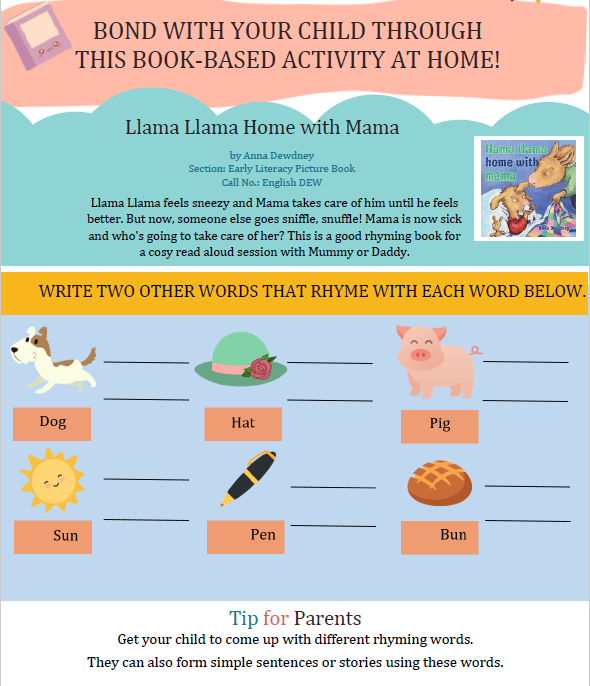 BOND WITH YOUR CHILD THROUGH
THIS BOOK-BASED ACTIVITY AT HOME!
Llama Llama Home with Mama
by Anna Dewdney
Section: Early Literacy Picture Book
Call No.: English DEW
Llama Llama feels sneezy and Mama takes care of him until he feels
better. But now, someone else goes sniffle, snuffle! Mama is now sick
and who's going to take care of her? This is a good rhyming book for
a cosy read aloud session with Mummy or Daddy.
llama llama
home with
mama
Anna Dewdney
WRITE TWO OTHER WORDS THAT RHYME WITH EACH WORD BELOW.
Dog
Hat
Pig
Sun
Pen
Bun
Tip for Parents
Get your child to come up with different rhyming words.
They can also form simple sentences or stories using these words.